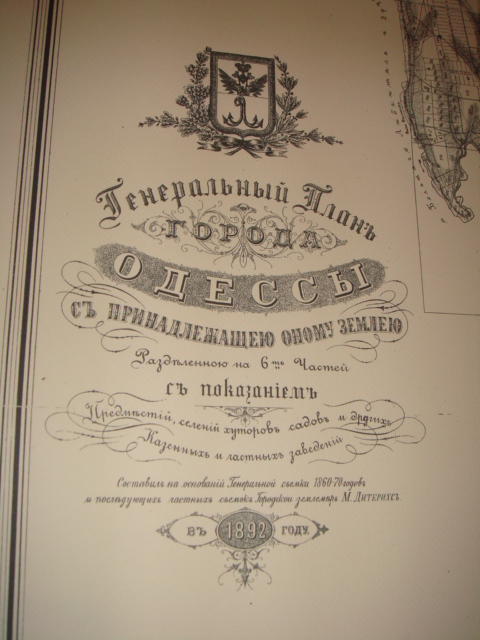 Генеральный Планъ
ГОРОДА
ОДЕССЫ
СЪ ПРИНАДЛЕЖАЩЕЮ ОНОМУ ЗЕМЛЕЮ
Раздѣленною на 6ть Частей
съ показаніемъ
Предмѣстій, селеній хуторовъ садовъ и другихъ
Казенныхъ и частныхъ заведеній
Составилъ на основаніи Генеральной съемки 1860-70 годовъ
и послѣдующихъ частныхъ съемокъ Городской землемѣръ М. Дитерихсъ.
ВЪ 1892 ГОДУ.